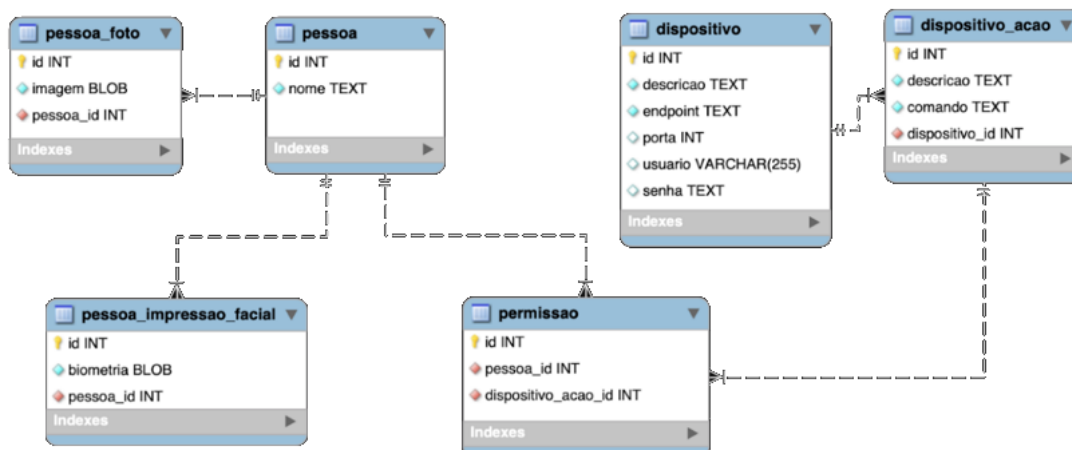 pessoa_foto
id INT
imagem BLOB
pessoa_id INT
Indexes
pessoa
id INT
nome TEXT
Indexes
dispositivo
id INT
descricao TEXT
endpoint TEXT
porta INT
usuario VARCHAR(255)
senha TEXT
Indexes
dispositivo_acao
id INT
descricao TEXT
comando TEXT
dispositivo_id INT
Indexes
pessoa_impressao_facial
id INT
biometria BLOB
pessoa_id INT
Indexes
permissao
id INT
pessoa_id INT
dispositivo_acao_id INT
Indexes